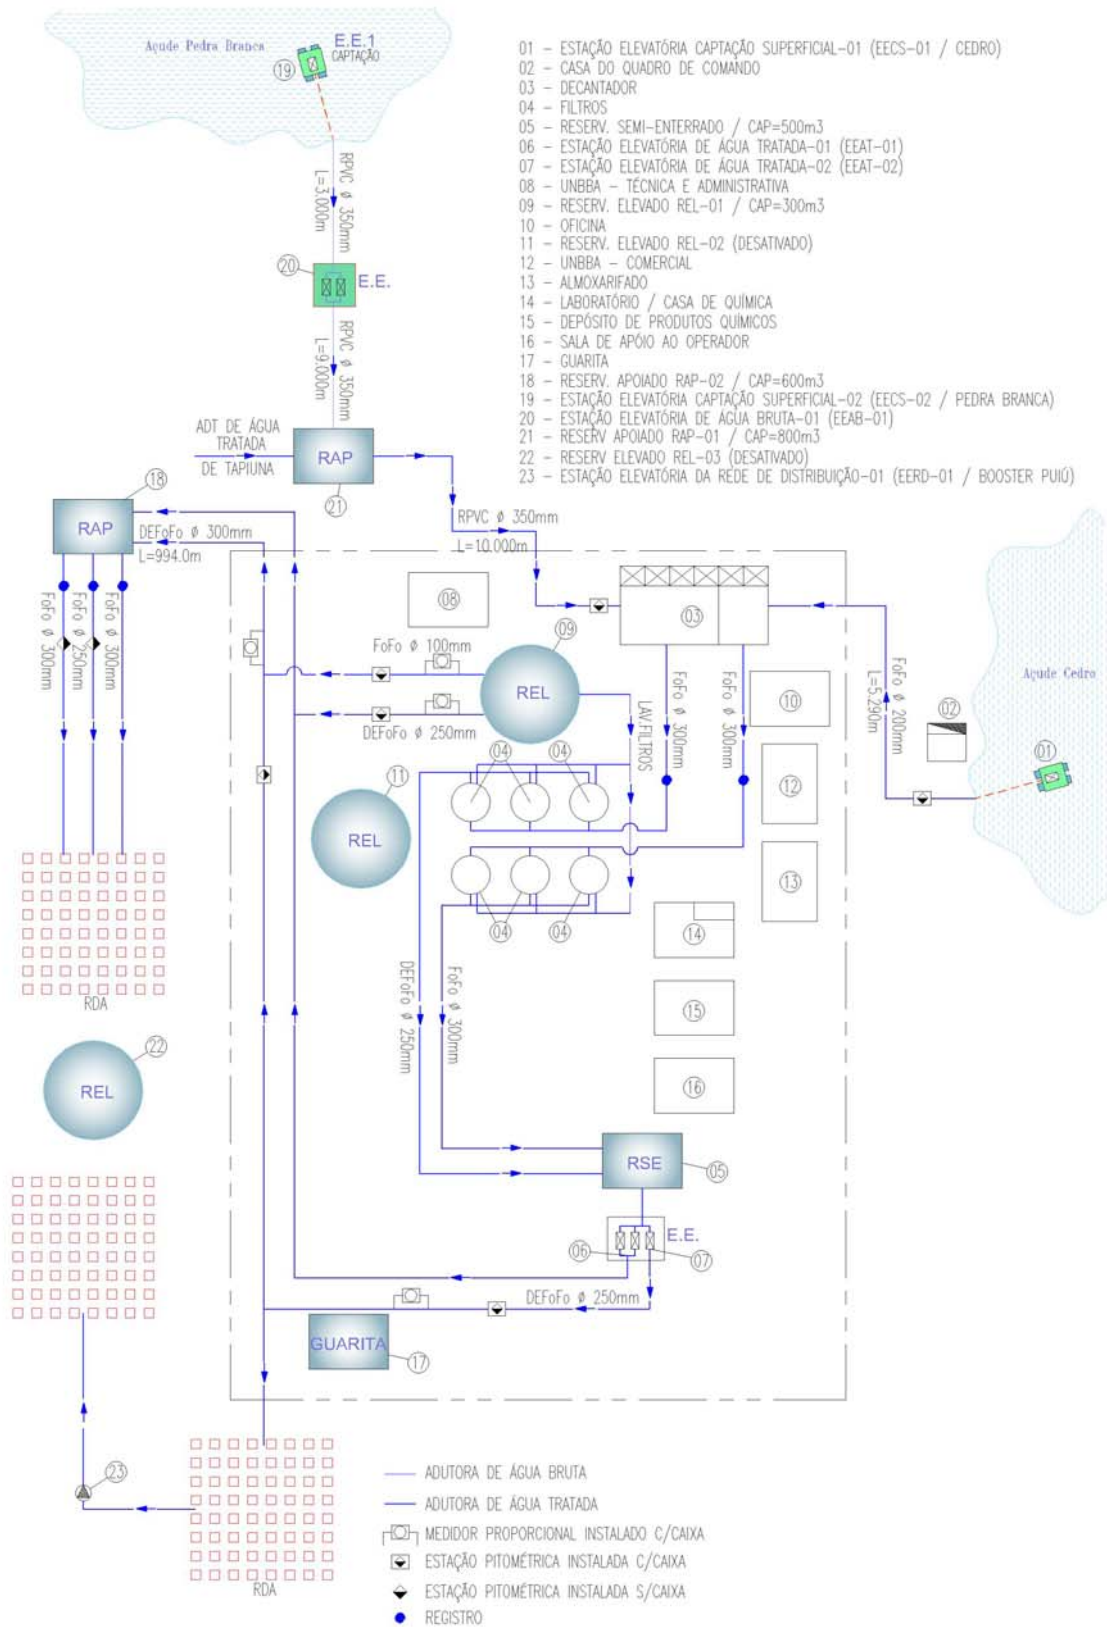 Açude Pedra Branca
E.E.1
CAPTAÇÃO
19
RPVC ø 350mm
L=3.000m
20
E.E.
RPVC ø 350mm
L=9.000m
ADT DE ÁGUA
TRATADA
DE TAPIUNA
RAP
21
01 – ESTAÇÃO ELEVATÓRIA CAPTAÇÃO SUPERFICIAL-01 (EECS-01 / CEDRO)
02 – CASA DO QUADRO DE COMANDO
03 – DECANTADOR
04 – FILTROS
05 – RESERV. SEMI-ENTERRADO / CAP=500m3
06 – ESTAÇÃO ELEVATÓRIA DE ÁGUA TRATADA-01 (EEAT-01)
07 – ESTAÇÃO ELEVATÓRIA DE ÁGUA TRATADA-02 (EEAT-02)
08 – UNBBA – TÉCNICA E ADMINISTRATIVA
09 – RESERV. ELEVADO REL-01 / CAP=300m3
10 – OFICINA
11 – RESERV. ELEVADO REL-02 (DESATIVADO)
12 – UNBBA – COMERCIAL
13 – ALMOXARIFADO
14 – LABORATÓRIO / CASA DE QUÍMICA
15 – DEPÓSITO DE PRODUTOS QUÍMICOS
16 – SALA DE APÓIO AO OPERADOR
17 – GUARITA
18 – RESERV. APOIADO RAP-02 / CAP=600m3
19 – ESTAÇÃO ELEVATÓRIA CAPTAÇÃO SUPERFICIAL-02 (EECS-02 / PEDRA BRANCA)
20 – ESTAÇÃO ELEVATÓRIA DE ÁGUA BRUTA-01 (EEAB-01)
21 – RESERV APOIADO RAP-01 / CAP=800m3
22 – RESERV ELEVADO REL-03 (DESATIVADO)
23 – ESTAÇÃO ELEVATÓRIA DA REDE DE DISTRIBUIÇÃO-01 (EERD-01 / BOOSTER PUIÚ)
18
RAP
DEFoFo ø 300mm
L=994.0m
FoFo ø 300mm
FoFo ø 250mm
FoFo ø 300mm
RPVC ø 350mm
L=10.000m
08
03
09
REL
FoFo ø 100mm
DEFoFo ø 250mm
LAV.FILTROS
FoFo ø 300mm
FoFo ø 300mm
10
FoFo ø 200mm
L=5.290m
Açude Cedro
02
01
04
04
04
11
REL
12
13
04
04
14
DEFoFo ø 250mm
FoFo ø 300mm
15
16
RDA
22
REL
RSE
05
E.E.
06
07
DEFoFo ø 250mm
GUARITA
17
23
RDA
ADUTORA DE ÁGUA BRUTA
ADUTORA DE ÁGUA TRATADA
MEDIDOR PROPORCIONAL INSTALADO C/CAIXA
ESTAÇÃO PITOMÉTRICA INSTALADA C/CAIXA
ESTAÇÃO PITOMÉTRICA INSTALADA S/CAIXA
REGISTRO